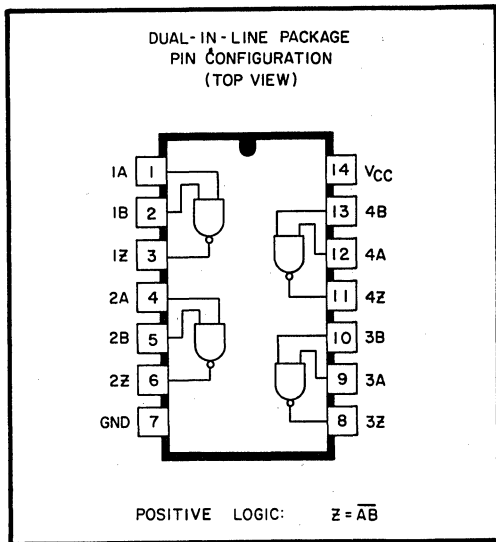 DUAL-IN-LINE PACKAGE
PIN CONFIGURATION
(TOP VIEW)
1A 1 14 VCC
1B 2 13 4B
1Z 3 12 4A
2A 4 11 4Z
2B 5 10 3B
2Z 6 9 3A
GND 7 8 3Z
POSITIVE LOGIC: Z = A̅B̅